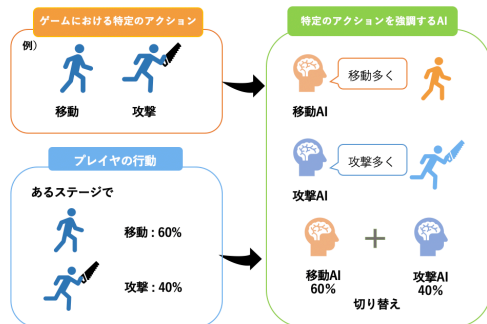 ゲームにおける特定のアクション
例）
移動
攻撃
プレイヤの行動
あるステージで
移動 : 60%
攻撃 : 40%
特定のアクションを強調するAI
移動多く
移動AI
攻撃多く
攻撃AI
+
移動AI
60%
攻撃AI
40%
切り替え